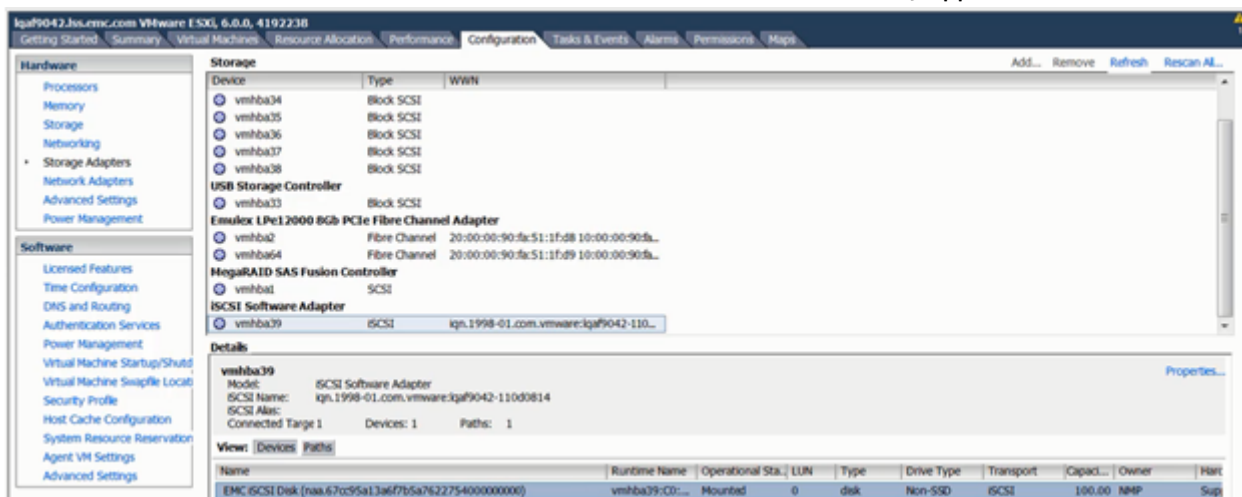 lqaf9042.lss.emc.com VMware ESXi, 6.0.0, 4192238
Getting Started Summary Virtual Machines Resource Allocation Performance Configuration Tasks & Events Alarms Permissions Maps
Hardware
Processors
Memory
Storage
Networking
Storage Adapters
Network Adapters
Advanced Settings
Power Management
Software
Licensed Features
Time Configuration
DNS and Routing
Authentication Services
Power Management
Virtual Machine Startup/Shutd
Virtual Machine Swapfile Locati
Security Profile
Host Cache Configuration
System Resource Reservation
Agent VM Settings
Advanced Settings
Storage Add... Remove Refresh Rescan Al...
Device Type WWN
vmhba34 Block SCSI
vmhba35 Block SCSI
vmhba36 Block SCSI
vmhba37 Block SCSI
vmhba38 Block SCSI
USB Storage Controller
vmhba33 Block SCSI
Emulex LPe12000 8Gb PCIe Fibre Channel Adapter
vmhba2 Fibre Channel 20:00:00:90:fa:51:1f:d8 10:00:00:90:fa...
vmhba64 Fibre Channel 20:00:00:90:fa:51:1f:d9 10:00:00:90:fa...
MegaRAID SAS Fusion Controller
vmhba1 SCSI
iSCSI Software Adapter
vmhba39 iSCSI iqn.1998-01.com.vmware:lqaf9042-110...
Details
vmhba39 Properties...
Model: iSCSI Software Adapter
iSCSI Name: iqn.1998-01.com.vmware:lqaf9042-110d0814
iSCSI Alias:
Connected Targe 1 Devices: 1 Paths: 1
View: Devices Paths
Name Runtime Name Operational Sta.. LUN Type Drive Type Transport Capaci... Owner Hard
EMC iSCSI Disk (naa.67cc95a13a6f7b5a7622754000000000) vmhba39:C0:... Mounted 0 disk Non-SSD iSCSI 100.00 NMP Sup